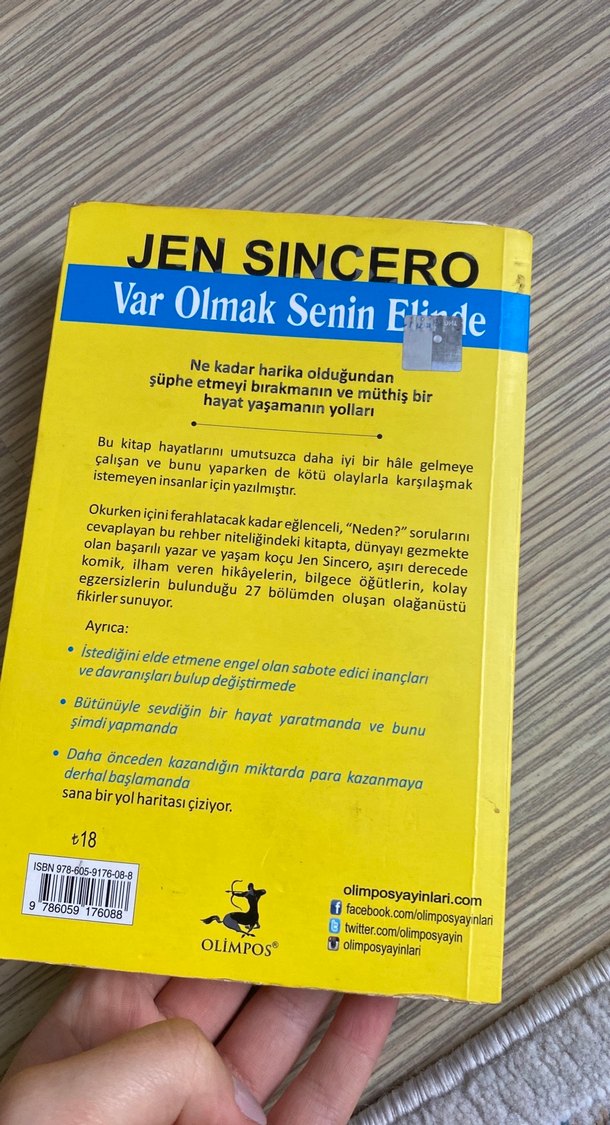 JEN SINCERO
Var Olmak Senin Elinde
Ne kadar harika olduğundan
şüphe etmeyi bırakmanın ve müthiş bir
hayat yaşamanın yolları
Bu kitap hayatlarını umutsuzca daha iyi bir hâle gelmeye
çalışan ve bunu yaparken de kötü olaylarla karşılaşmak
istemeyen insanlar için yazılmıştır.
Okurken içini ferahlatacak kadar eğlenceli, “Neden?” sorularını
cevaplayan bu rehber niteliğindeki kitapta, dünyayı gezmekte
olan başarılı yazar ve yaşam koçu Jen Sincero, aşırı derecede
komik, ilham veren hikâyelerin, bilgece öğütlerin, kolay
egzersizlerin bulunduğu 27 bölümden oluşan olağanüstü
fikirler sunuyor.
Ayrıca:
• İstediğini elde etmene engel olan sabote edici inançları
ve davranışları bulup değiştirmede
• Bütünüyle sevdiğin bir hayat yaratmanda ve bunu
şimdi yapmanda
• Daha önceden kazandığın miktarda para kazanmaya
derhal başlamanda
sana bir yol haritası çiziyor.
₺18
ISBN 978-605-9176-08-8
9 786059 176088
OLİMPOS®
olimposyayinlari.com
facebook.com/olimposyayinlari
twitter.com/olimposyayin
olimposyayinlari